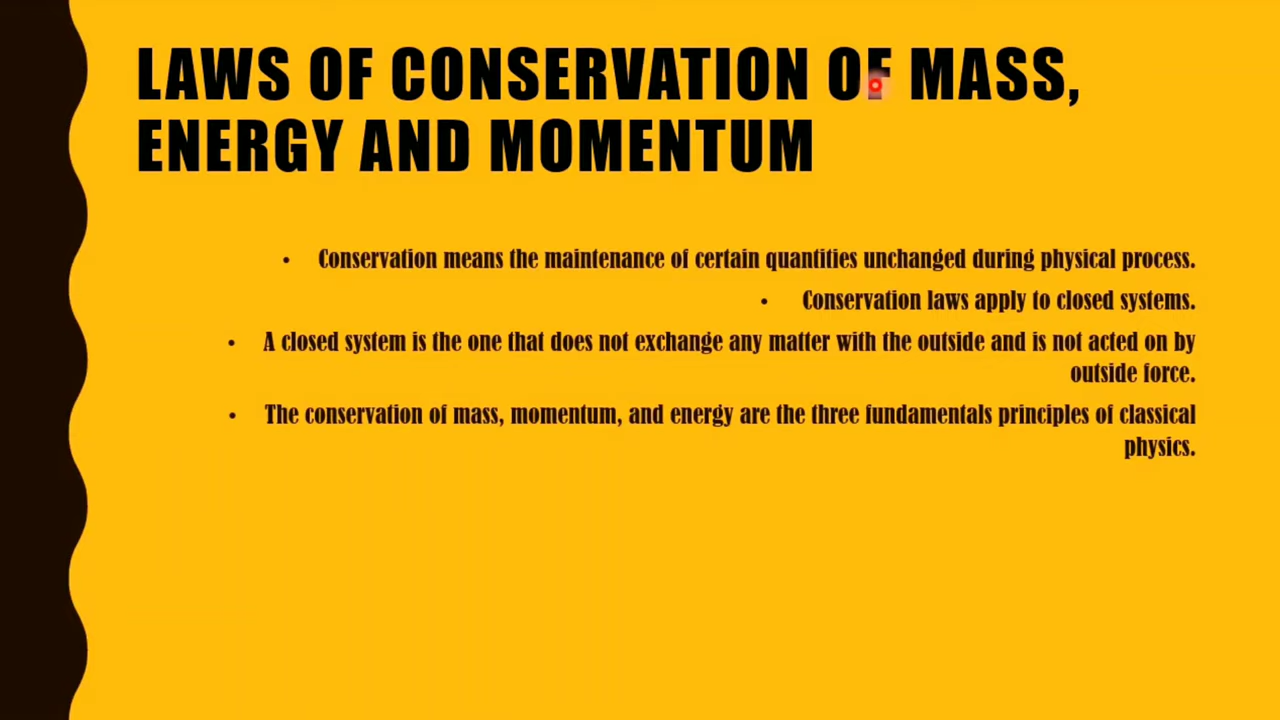 LAWS OF CONSERVATION OF MASS,
ENERGY AND MOMENTUM
• Conservation means the maintenance of certain quantities unchanged during physical process.
• Conservation laws apply to closed systems.
• A closed system is the one that does not exchange any matter with the outside and is not acted on by
outside force.
• The conservation of mass, momentum, and energy are the three fundamentals principles of classical
physics.